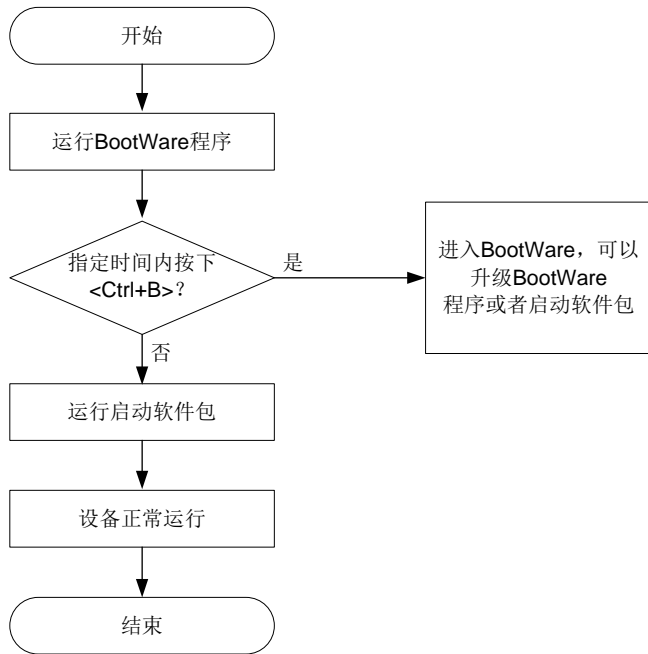 开始
运行BootWare程序
指定时间内按下
<Ctrl+B>？
是
进入BootWare，可以
升级BootWare
程序或者启动软件包
否
运行启动软件包
设备正常运行
结束